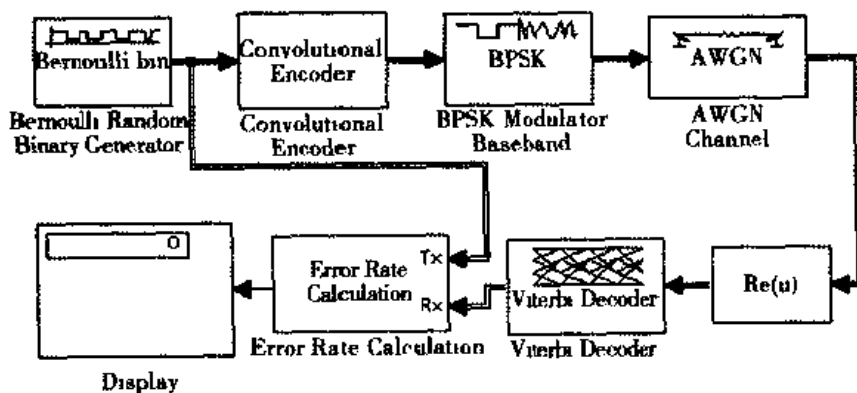 Bernoulli bin
Bernoulli Random
Binary Generator
Convolutional
Encoder
Convolutional
Encoder
BPSK
BPSK Modulator
Baseband
AWGN
AWGN
Channel
0
Display
Error Rate
Calculation
Tx
Rx
Error Rate Calculation
Viterbi Decoder
Viterbi Decoder
Re(u)